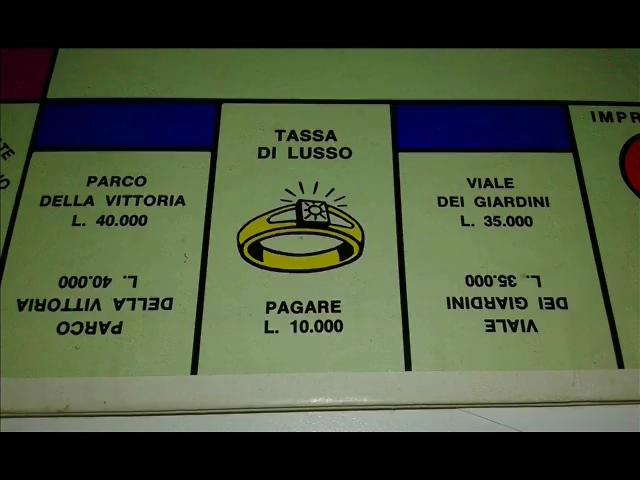 PARCO
DELLA VITTORIA
L. 40.000
L. 40.000
DELLA VITTORIA
PARCO
TASSA
DI LUSSO
PAGARE
L. 10.000
VIALE
DEI GIARDINI
L. 35.000
L. 35.000
DEI GIARDINI
VIALE
IMPR